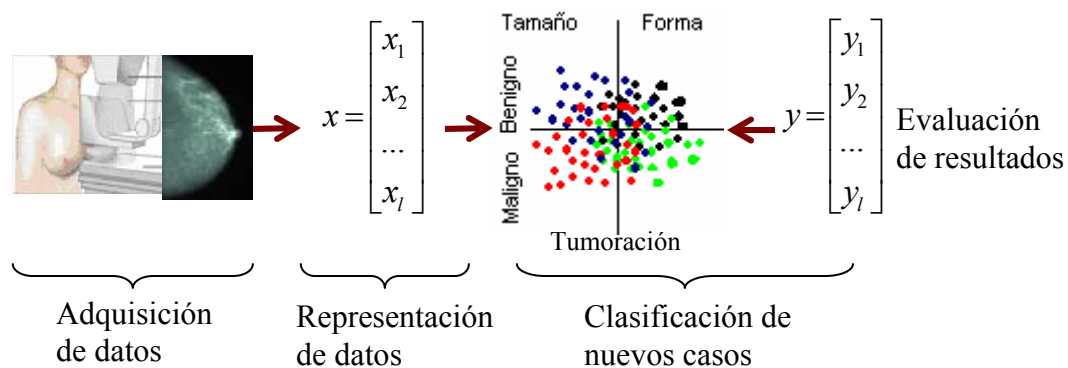 Tamaño Forma
Benigno
Maligno
Tumoración
x =
x₁
x₂
...
xₗ
y =
y₁
y₂
...
yₗ
Evaluación
de resultados
Adquisición
de datos
Representación
de datos
Clasificación de
nuevos casos